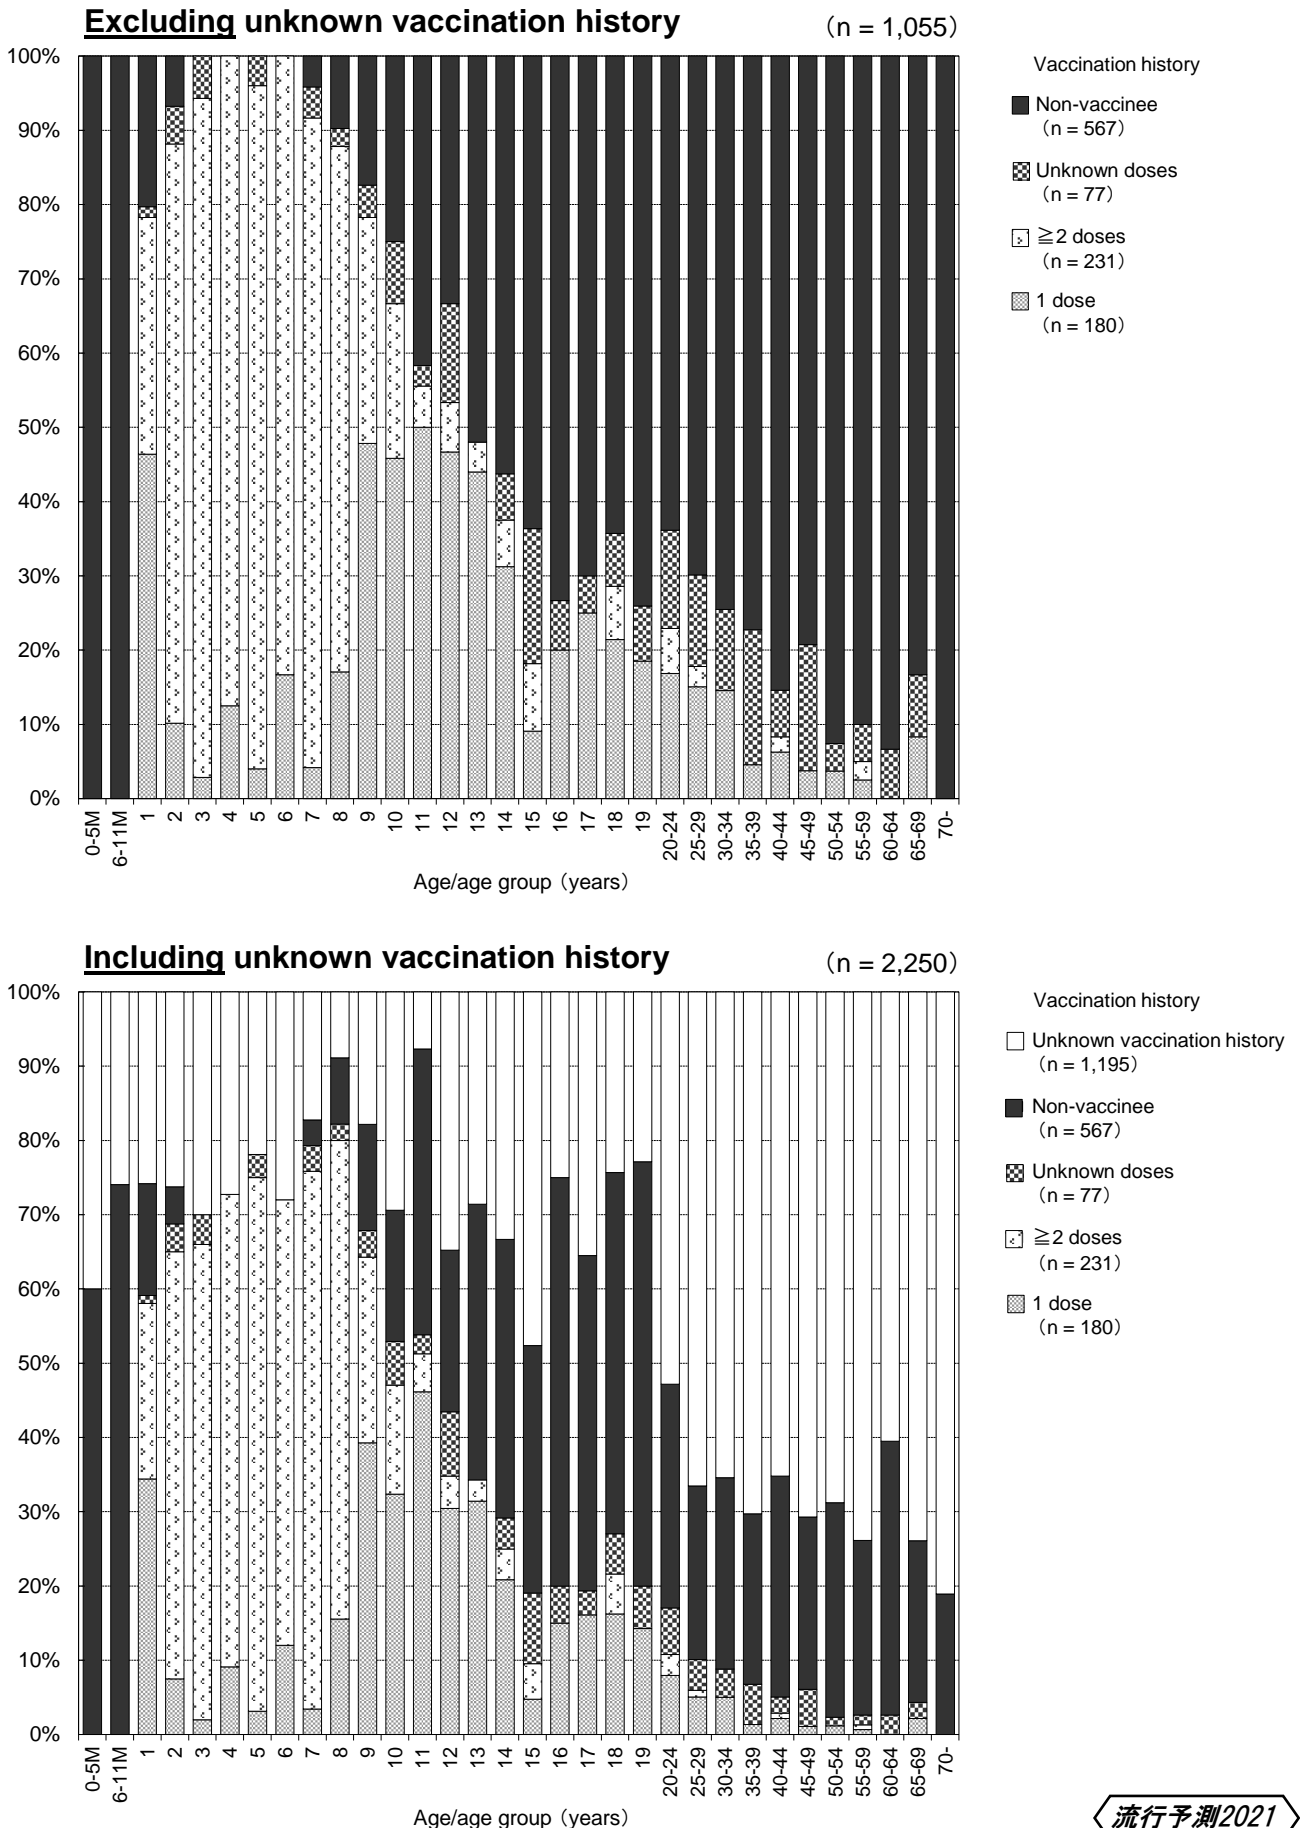 Excluding unknown vaccination history
（n = 1,055）
100%
90%
80%
70%
60%
50%
40%
30%
20%
10%
0%
0-5M
6-11M
1
2
3
4
5
6
7
8
9
10
11
12
13
14
15
16
17
18
19
20-24
25-29
30-34
35-39
40-44
45-49
50-54
55-59
60-64
65-69
70-
Age/age group（years）
Vaccination history
Non-vaccinee
（n = 567）
Unknown doses
（n = 77）
≧2 doses
（n = 231）
1 dose
（n = 180）
Including unknown vaccination history
（n = 2,250）
100%
90%
80%
70%
60%
50%
40%
30%
20%
10%
0%
0-5M
6-11M
1
2
3
4
5
6
7
8
9
10
11
12
13
14
15
16
17
18
19
20-24
25-29
30-34
35-39
40-44
45-49
50-54
55-59
60-64
65-69
70-
Age/age group（years）
Vaccination history
Unknown vaccination history
（n = 1,195）
Non-vaccinee
（n = 567）
Unknown doses
（n = 77）
≧2 doses
（n = 231）
1 dose
（n = 180）
流行予測2021